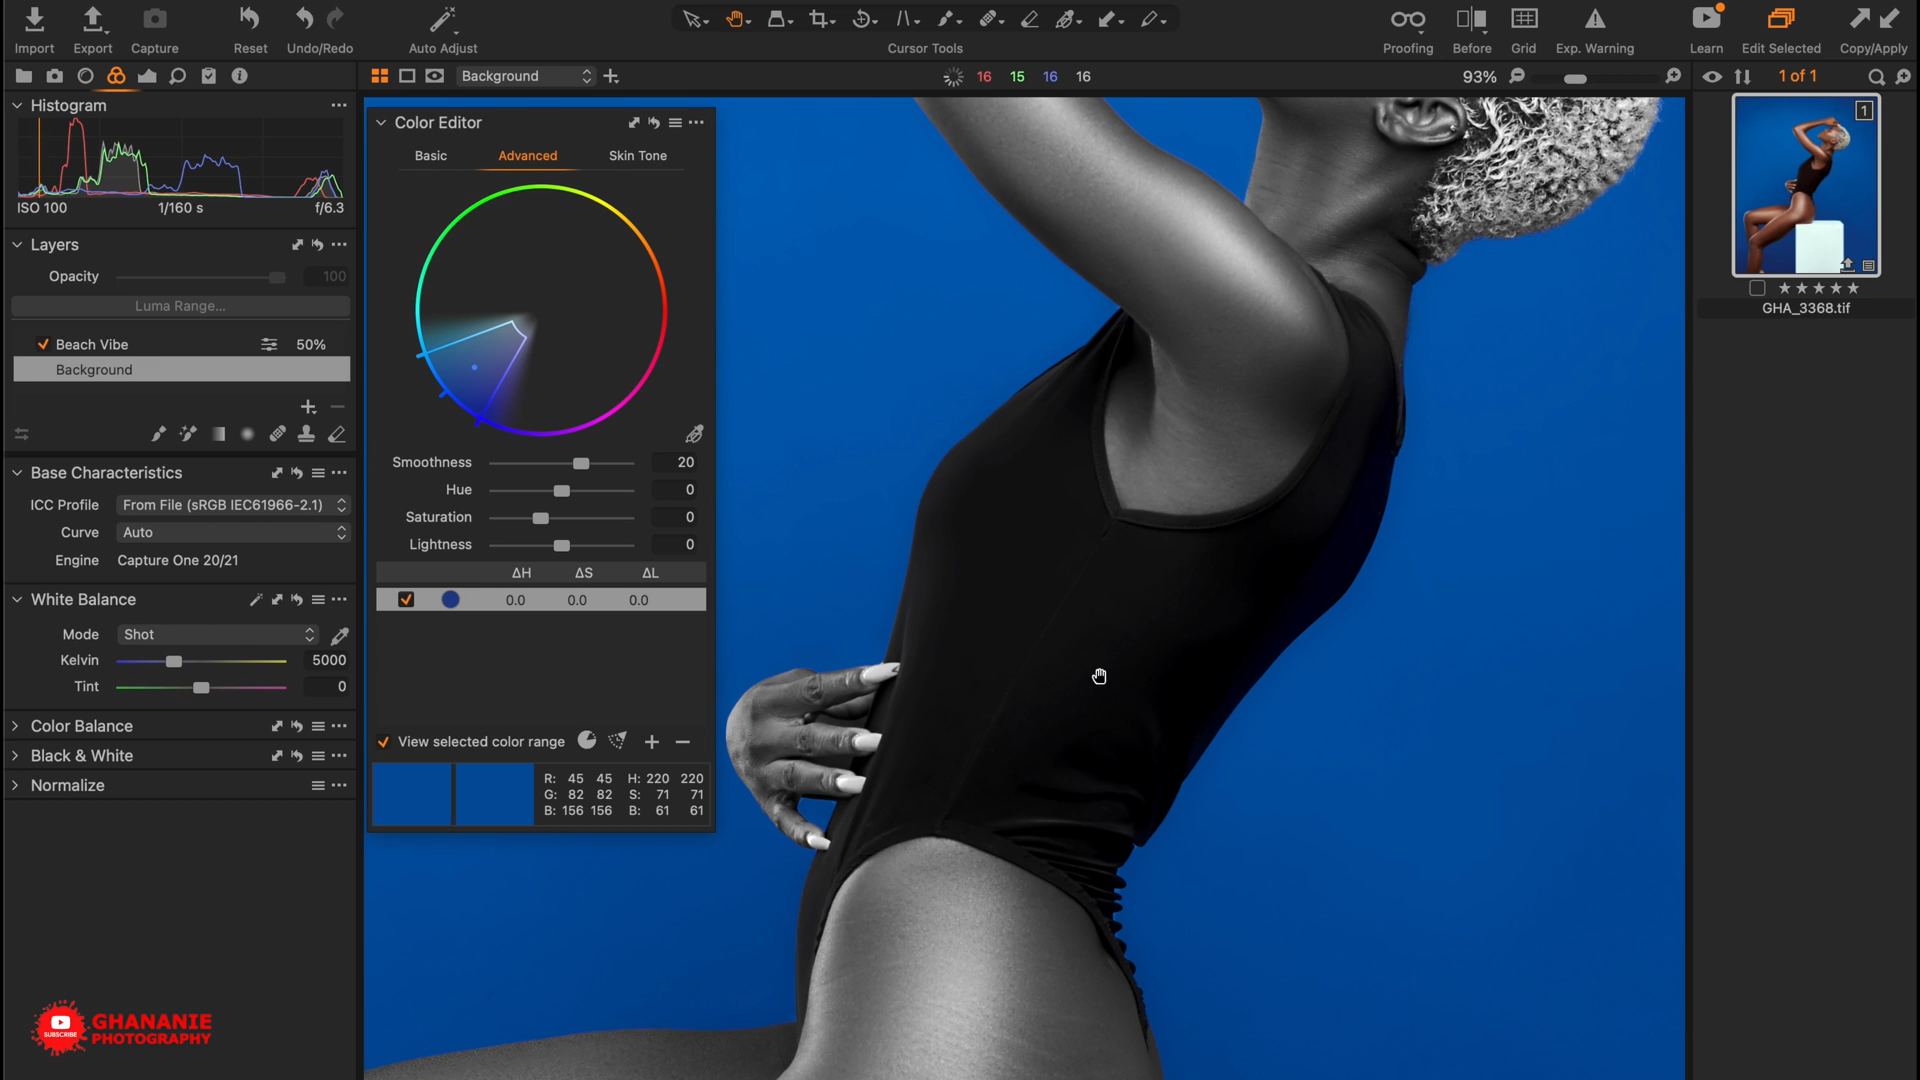 Import
Export
Capture
Reset
Undo/Redo
Auto Adjust
Cursor Tools
Proofing
Before
Grid
Exp. Warning
Learn
Edit Selected
Copy/Apply
Background
16 15 16 16
93%
1 of 1
Histogram
ISO 100 1/160 s f/6.3
Layers
Opacity 100
Luma Range...
Beach Vibe 50%
Background
Base Characteristics
ICC Profile From File (sRGB IEC61966-2.1)
Curve Auto
Engine Capture One 20/21
White Balance
Mode Shot
Kelvin 5000
Tint 0
Color Balance
Black & White
Normalize
SUBSCRIBE
GHANANIE
PHOTOGRAPHY
Color Editor
Basic Advanced Skin Tone
Smoothness 20
Hue 0
Saturation 0
Lightness 0
ΔH ΔS ΔL
0.0 0.0 0.0
View selected color range
R: 45 45 H: 220 220
G: 82 82 S: 71 71
B: 156 156 B: 61 61
1
GHA_3368.tif